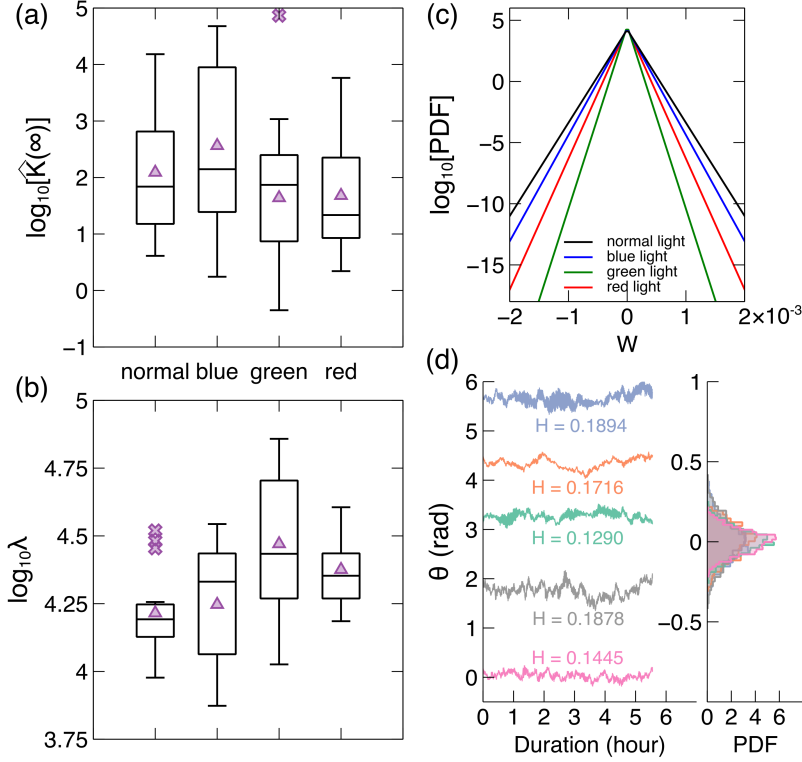 (a)
log₁₀[K̂(∞)]
5
4
3
2
1
0
−1
normal blue green red
(b)
log₁₀λ
5
4.75
4.5
4.25
4
3.75
(c)
log₁₀[PDF]
5
0
−5
−10
−15
normal light
blue light
green light
red light
−2 −1 0 1 2×10⁻³
W
(d)
θ (rad)
6
5
4
3
2
1
0
H = 0.1894
H = 0.1716
H = 0.1290
H = 0.1878
H = 0.1445
0 1 2 3 4 5 6
Duration (hour)
1
0.5
0
−0.5
0 2 4 6
PDF